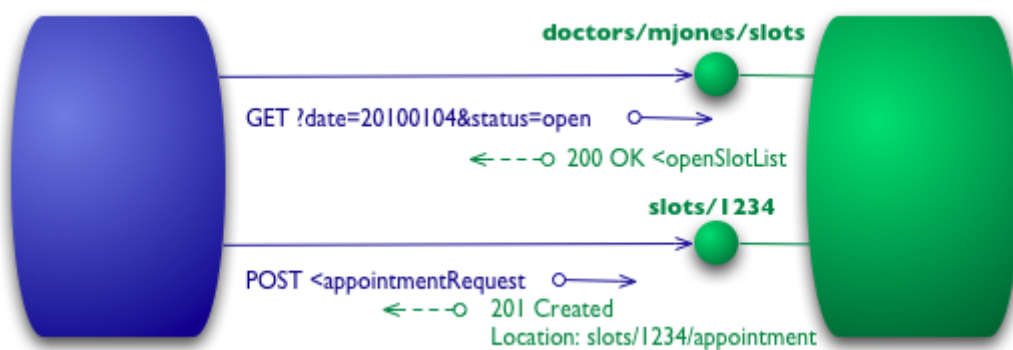 doctors/mjones/slots
GET ?date=20100104&status=open
200 OK <openSlotList
slots/1234
POST <appointmentRequest
201 Created
Location: slots/1234/appointment